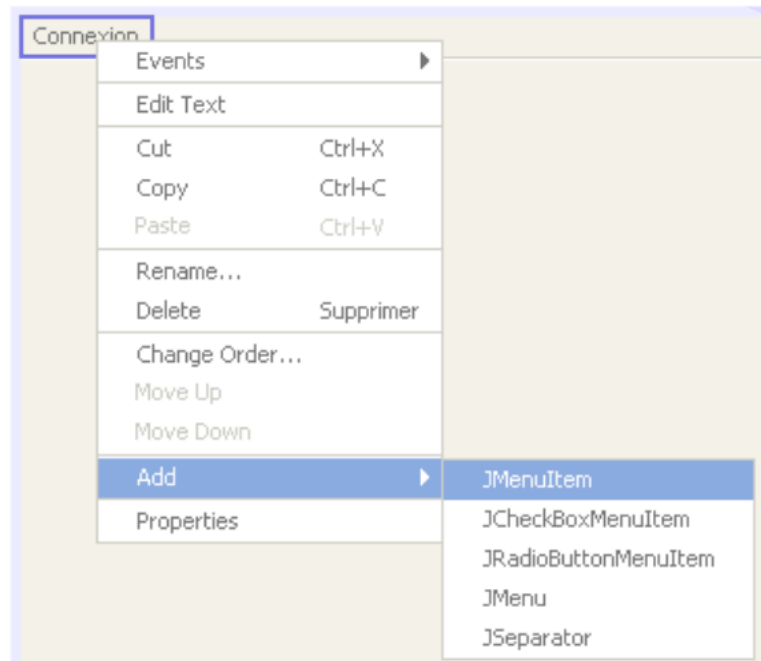 Connexion
Events
Edit Text
Cut Ctrl+X
Copy Ctrl+C
Paste Ctrl+V
Rename...
Delete Supprimer
Change Order...
Move Up
Move Down
Add
Properties
JMenuItem
JCheckBoxMenuItem
JRadioButtonMenuItem
JMenu
JSeparator